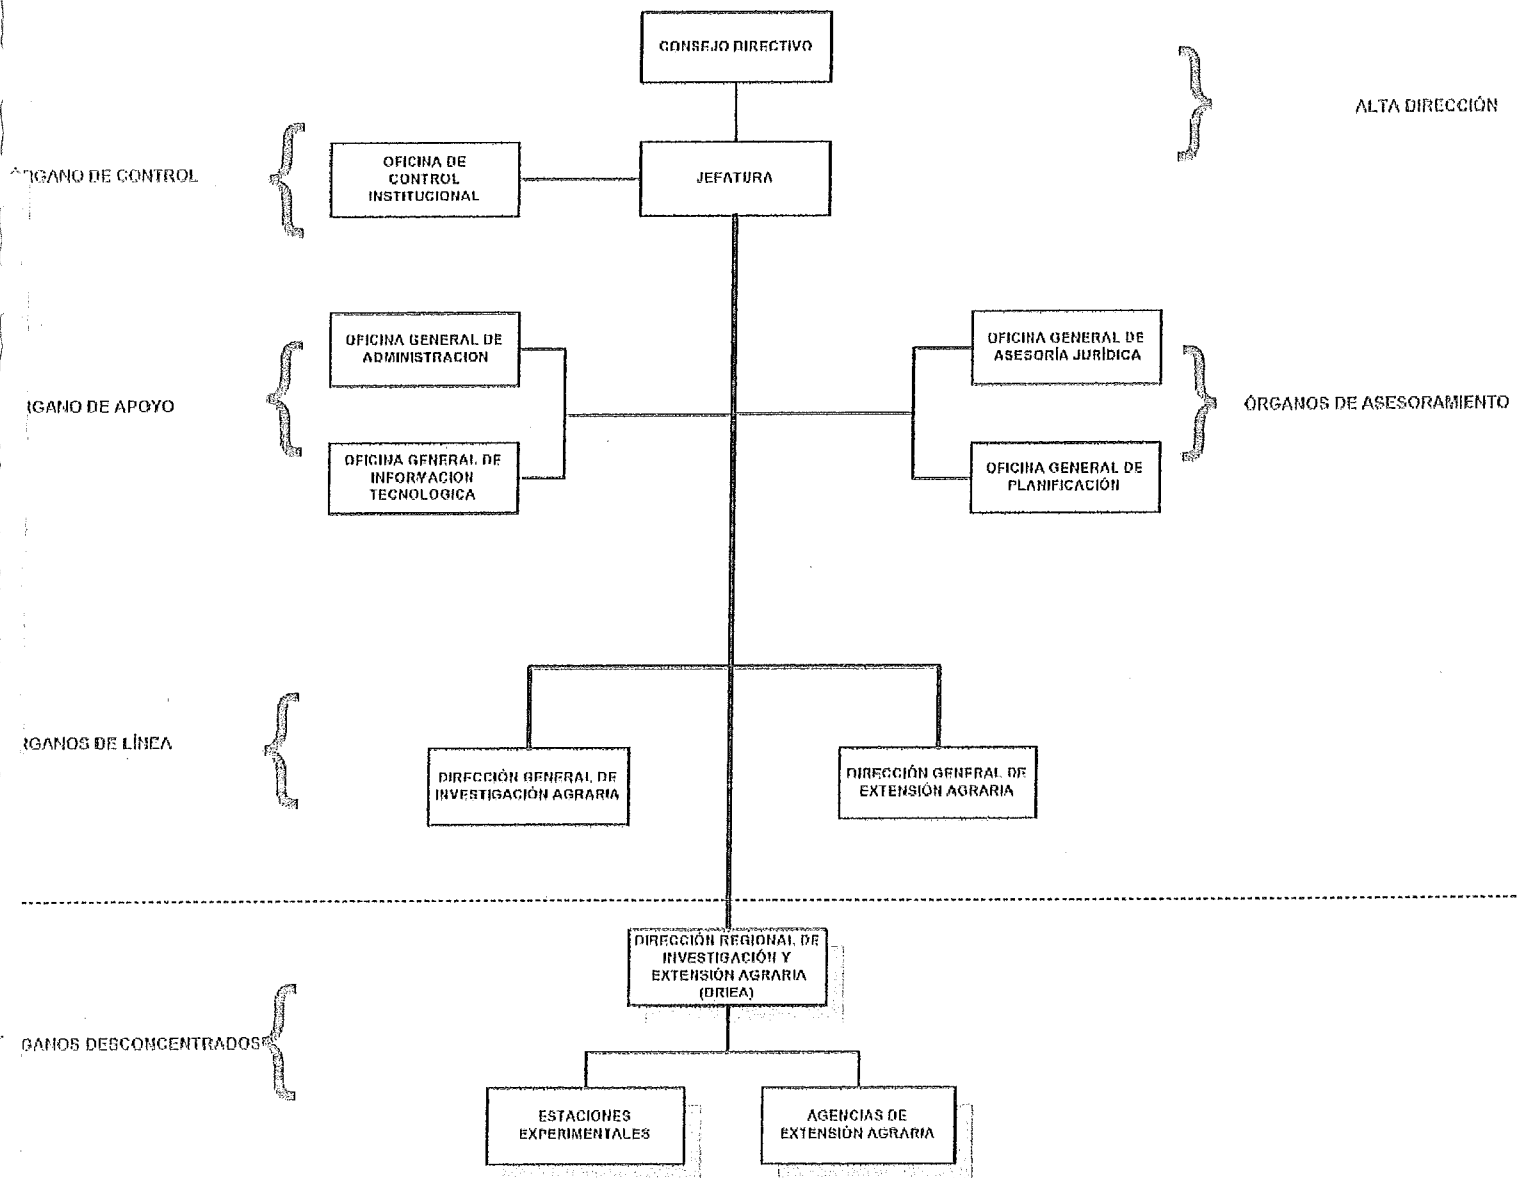 CONSEJO DIRECTIVO
ALTA DIRECCIÓN
ÓRGANO DE CONTROL
OFICINA DE
CONTROL
INSTITUCIONAL
JEFATURA
OFICINA GENERAL DE
ADMINISTRACION
OFICINA GENERAL DE
ASESORÍA JURÍDICA
RGANO DE APOYO
ÓRGANOS DE ASESORAMIENTO
OFICINA GENERAL DE
INFORMACION
TECNOLOGICA
OFICINA GENERAL DE
PLANIFICACIÓN
RGANOS DE LÍNEA
DIRECCIÓN GENERAL DE
INVESTIGACIÓN AGRARIA
DIRECCIÓN GENERAL DE
EXTENSIÓN AGRARIA
DIRECCIÓN REGIONAL DE
INVESTIGACIÓN Y
EXTENSIÓN AGRARIA
(DRIEA)
GANOS DESCONCENTRADOS
ESTACIONES
EXPERIMENTALES
AGENCIAS DE
EXTENSIÓN AGRARIA